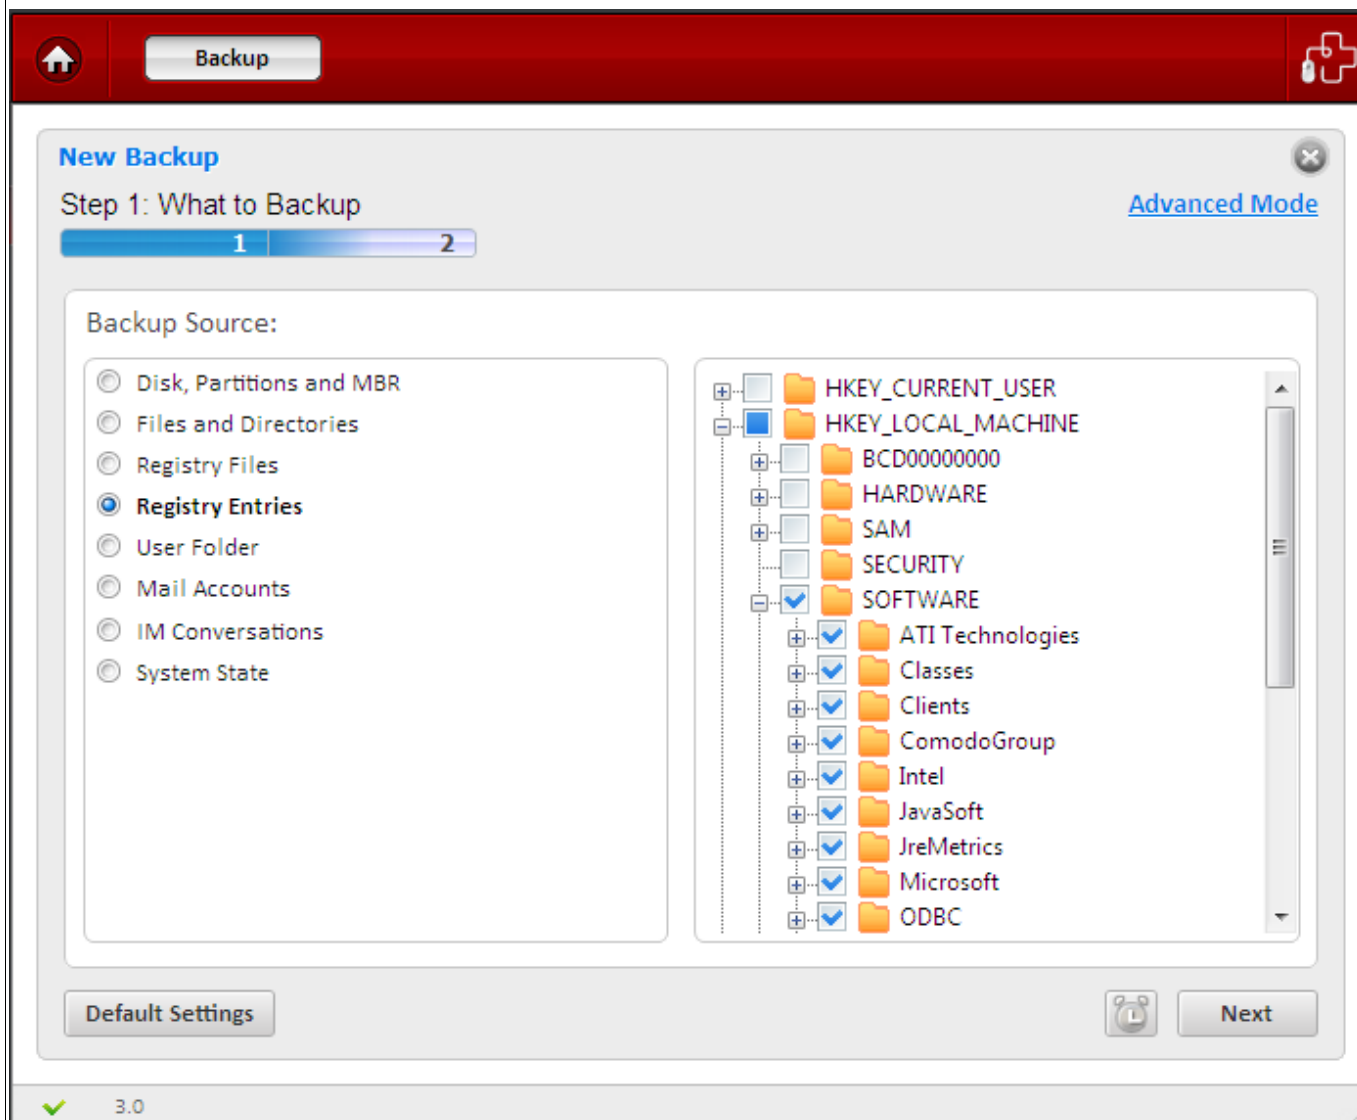 Backup
New Backup
Step 1: What to Backup
Advanced Mode
1 2
Backup Source:
Disk, Partitions and MBR
Files and Directories
Registry Files
Registry Entries
User Folder
Mail Accounts
IM Conversations
System State
HKEY_CURRENT_USER
HKEY_LOCAL_MACHINE
BCD00000000
HARDWARE
SAM
SECURITY
SOFTWARE
ATI Technologies
Classes
Clients
ComodoGroup
Intel
JavaSoft
JreMetrics
Microsoft
ODBC
Default Settings
Next
3.0